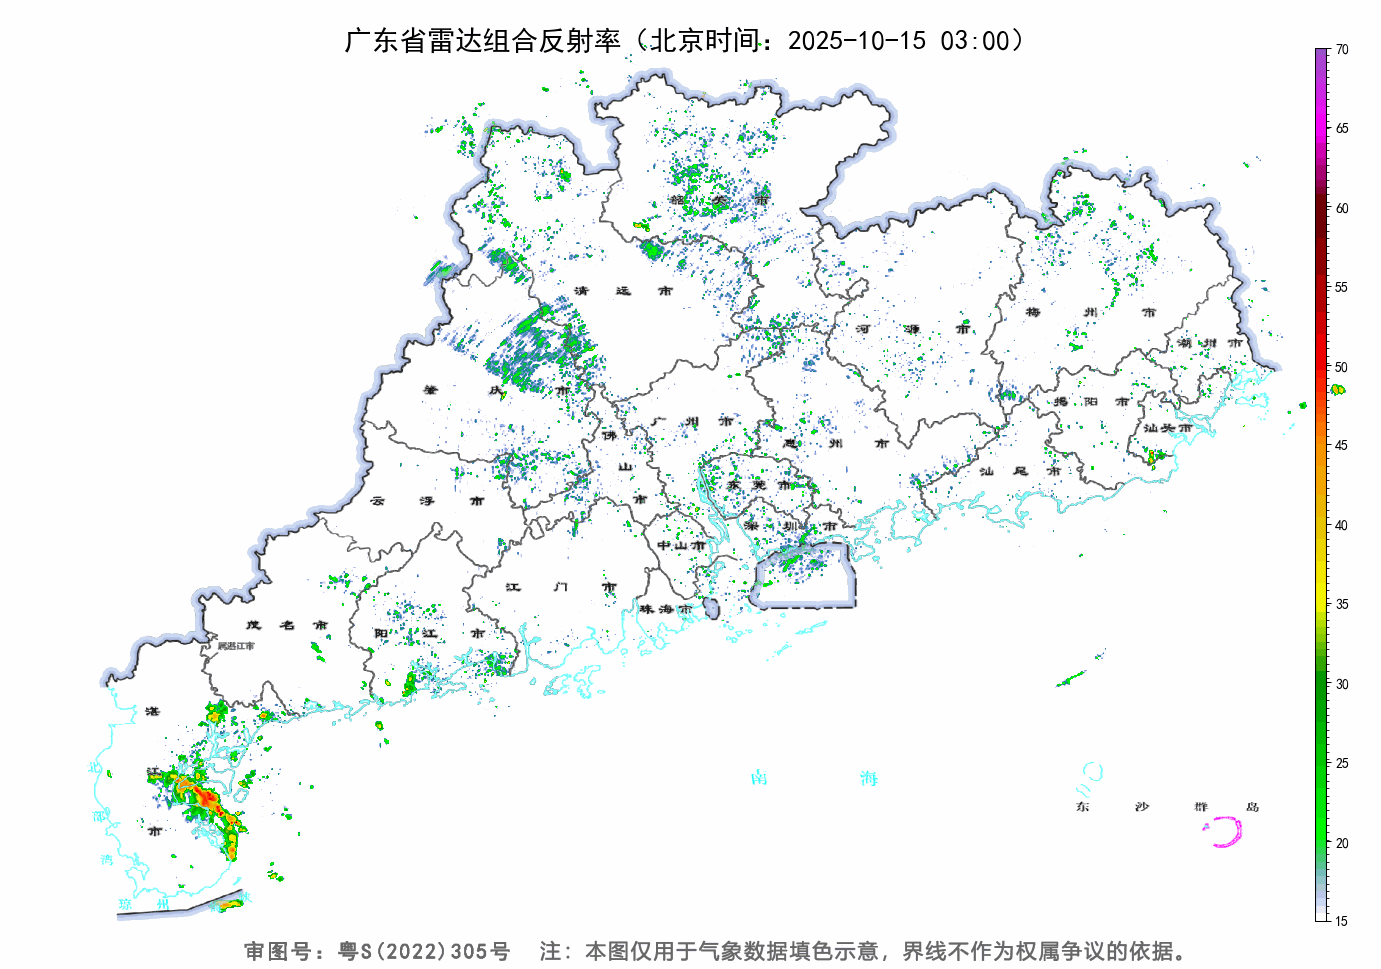 广东省雷达组合反射率（北京时间：2025-10-15 03:00）
70
65
60
55
50
45
40
35
30
25
20
15
韶关市
清远市
河源市
梅州市
潮州市
肇庆市
广州市
佛山市
惠州市
揭阳市
汕头市
汕尾市
东莞市
云浮市
深圳市
中山市
江门市
珠海市
茂名市
阳江市
属湛江市
湛江市
北部湾
琼州海峡
南海
东沙群岛
审图号：粤S(2022)305号 注：本图仅用于气象数据填色示意，界线不作为权属争议的依据。